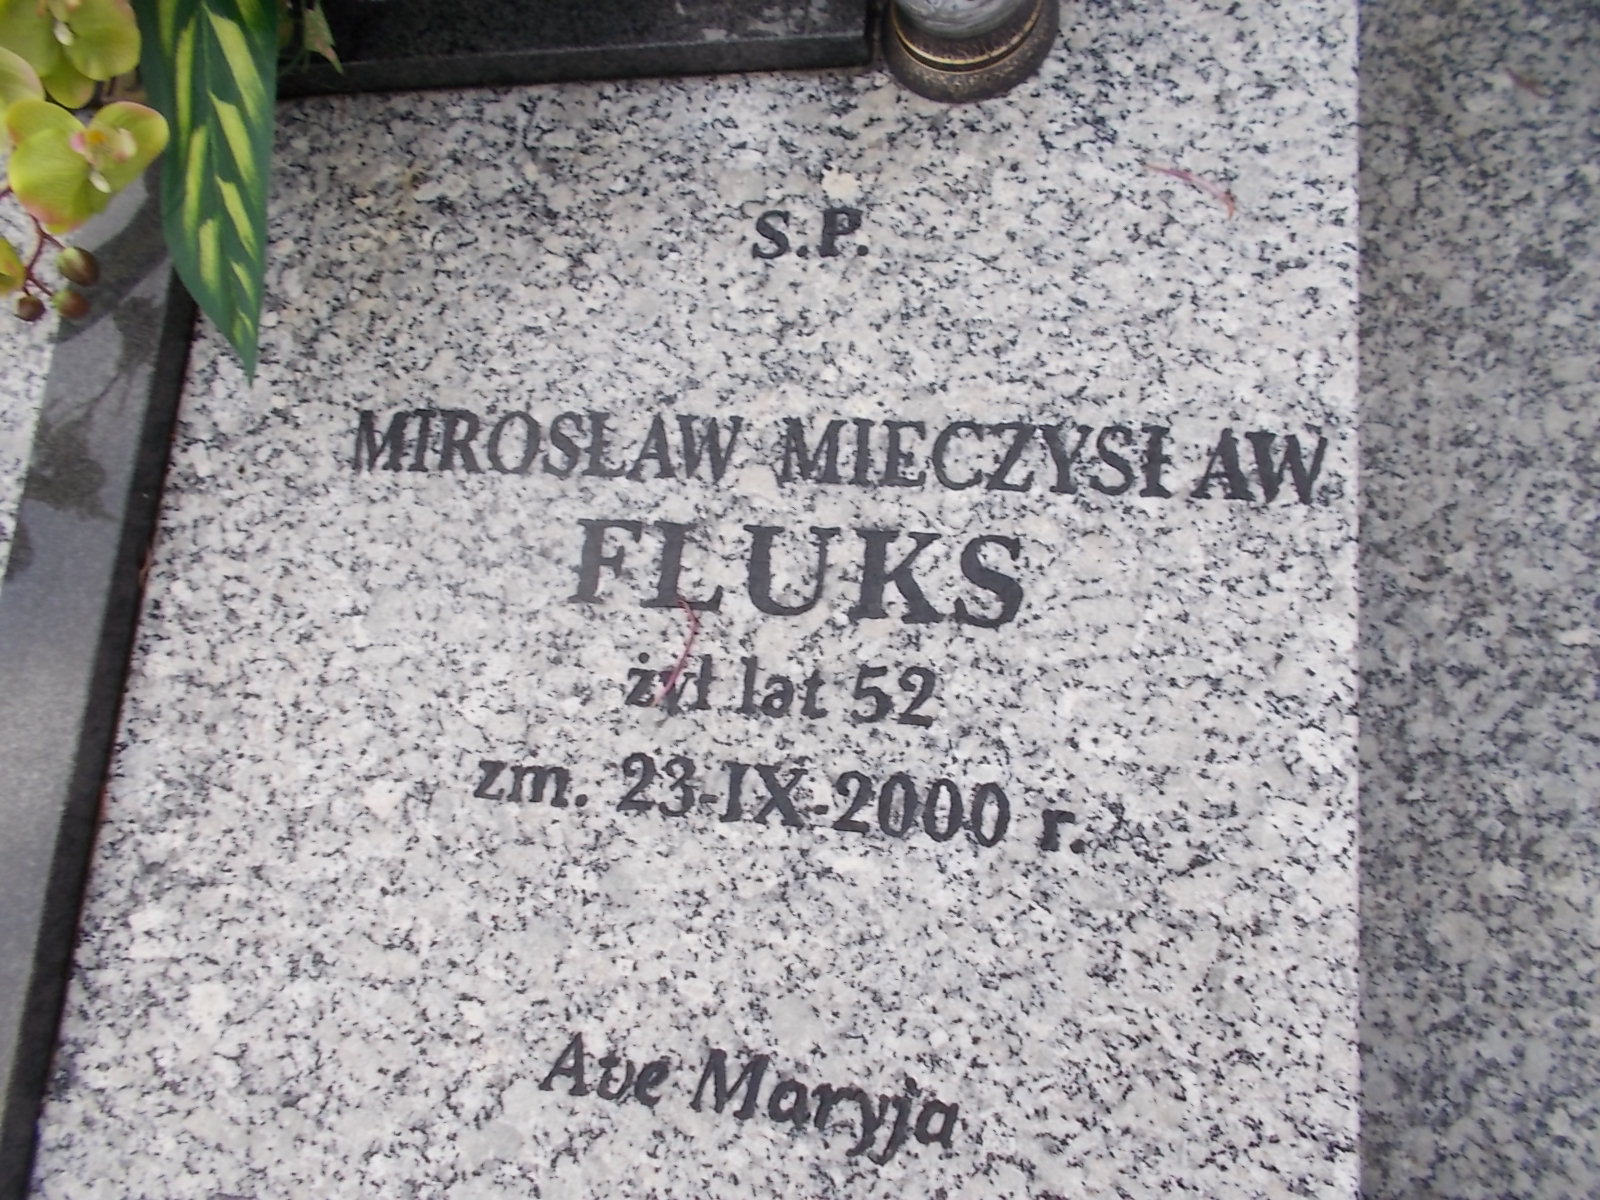 S.P.
MIROSŁAW MIECZYSŁAW
FLUKS
żył lat 52
zm. 23-IX-2000 r.
Ave Maryja